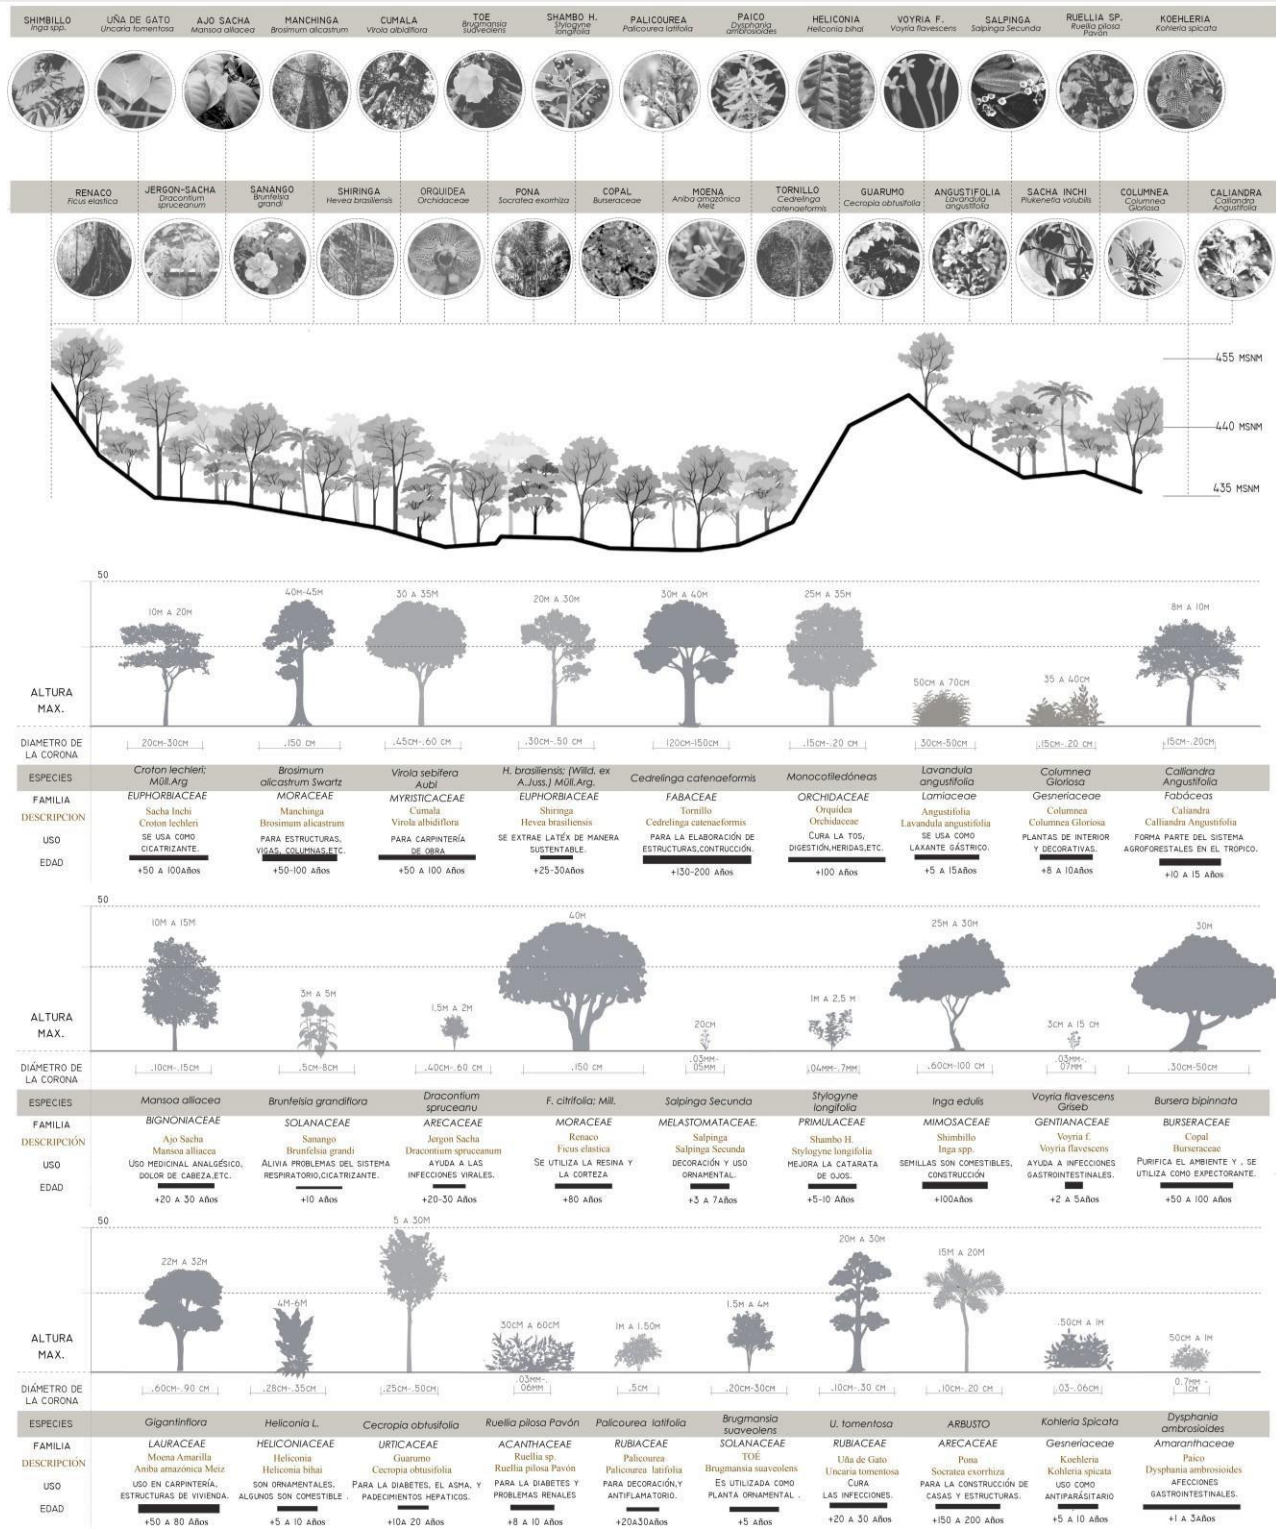 SHIMBILLO UÑA DE GATO AJO SACHA MANCHINGA CUMALA TOE SHAMBO H. PALICOUREA PAICO HELICONIA VOYRIA F. SALPINGA RUELLIA SP. KOEHLERIA
Inga spp. Uncaria tomentosa Mansoa alliacea Brosimum alicastrum Virola albidiflora Brugmansia suaveolens Stylogyne longifolia Palicourea latifolia Dysphania ambrosioides Heliconia bihai Voyria flavescens Salpinga Secunda Ruellia pilosa Pavón Kohleria spicata
RENACO JERGON-SACHA SANANGO SHIRINGA ORQUIDEA PONA COPAL MOENA TORNILLO GUARUMO ANGUSTIFOLIA SACHA INCHI COLUMNEA CALIANDRA
Ficus elastica Dracontium spruceanum Brunfelsia grandi Hevea brasiliensis Orchidaceae Socratea exorrhiza Burseraceae Aniba amazónica Meiz Cedrelinga catenaeformis Cecropia obtusifolia Lavandula angustifolia Plukenetia volubilis Columnea Gloriosa Calliandra Angustifolia
455 MSNM
440 MSNM
435 MSNM
50
10M A 20M 40M-45M 30 A 35M 20M A 30M 30M A 40M 25M A 35M 50CM A 70CM 35 A 40CM 8M A 10M
ALTURA
MAX.
DIAMETRO DE
LA CORONA
20CM-30CM .150 CM .45CM-.60 CM .30CM-.50 CM 120CM-150CM .15CM-.20 CM 30CM-50CM .15CM-.20 CM .15CM-.20CM
ESPECIES Croton lechleri; Müll.Arg Brosimum alicastrum Swartz Virola sebifera Aubl H. brasiliensis; (Willd. ex A.Juss.) Müll.Arg. Cedrelinga catenaeformis Monocotiledóneas Lavandula angustifolia Columnea Gloriosa Calliandra Angustifolia
FAMILIA EUPHORBIACEAE MORACEAE MYRISTICACEAE EUPHORBIACEAE FABACEAE ORCHIDACEAE Lamiaceae Gesneriaceae Fabáceas
DESCRIPCION Sacha Inchi Manchinga Cumala Shiringa Tornillo Orquídea Angustifolia Columnea Caliandra
Croton lechleri Brosimum alicastrum Virola albidiflora Hevea brasiliensis Cedrelinga catenaeformis Orchidaceae Lavandula angustifolia Columnea Gloriosa Calliandra Angustifolia
USO SE USA COMO CICATRIZANTE. PARA ESTRUCTURAS, VIGAS, COLUMNAS,ETC. PARA CARPINTERÍA DE OBRA SE EXTRAE LATÉX DE MANERA SUSTENTABLE. PARA LA ELABORACIÓN DE ESTRUCTURAS,CONTRUCCIÓN. CURA LA TOS, DIGESTIÓN,HERIDAS,ETC. SE USA COMO LAXANTE GÁSTRICO. PLANTAS DE INTERIOR Y DECORATIVAS. FORMA PARTE DEL SISTEMA AGROFORESTALES EN EL TROPICO.
EDAD +50 A 100Años +50-100 Años +50 A 100 Años +25-30Años +130-200 Años +100 Años +5 A 15Años +8 A 10Años +10 A 15 Años
50
10M A 15M 3M A 5M 1,5M A 2M 40M 20CM 1M A 2,5 M 25M A 30M 3CM A 15 CM 30M
ALTURA
MAX.
DIÁMETRO DE
LA CORONA
.10CM-.15CM .5CM-8CM .40CM-.60 CM .150 CM .03MM-.05MM .04MM-.7MM .60CM-100 CM .03MM-.07MM .30CM-50CM
ESPECIES Mansoa alliacea Brunfelsia grandiflora Dracontium spruceanu F. citrifolia; Mill. Salpinga Secunda Stylogyne longifolia Inga edulis Voyria flavescens Griseb Bursera bipinnata
FAMILIA BIGNONIACEAE SOLANACEAE ARECACEAE MORACEAE MELASTOMATACEAE. PRIMULACEAE MIMOSACEAE GENTIANACEAE BURSERACEAE
DESCRIPCIÓN Ajo Sacha Sanango Jergon Sacha Renaco Salpinga Shambo H. Shimbillo Voyria f. Copal
Mansoa alliacea Brunfelsia grandi Dracontium spruceanum Ficus elastica Salpinga Secunda Stylogyne longifolia Inga spp. Voyria flavescens Burseraceae
USO USO MEDICINAL ANALGÉSICO, DOLOR DE CABEZA,ETC. ALIVIA PROBLEMAS DEL SISTEMA RESPIRATORIO,CICATRIZANTE. AYUDA A LAS INFECCIONES VIRALES. SE UTILIZA LA RESINA Y LA CORTEZA DECORACIÓN Y USO ORNAMENTAL. MEJORA LA CATARATA DE OJOS. SEMILLAS SON COMESTIBLES, CONSTRUCCIÓN AYUDA A INFECCIONES GASTROINTESTINALES. PURIFICA EL AMBIENTE Y , SE UTILIZA COMO EXPECTORANTE.
EDAD +20 A 30 Años +10 Años +20-30 Años +80 Años +3 A 7Años +5-10 Años +100Años +2 A 5Años +50 A 100 Años
50
22M A 32M 4M-6M 5 A 30M 30CM A 60CM 1M A 1.50M 1.5M A 4M 20M A 30M 15M A 20M .50CM A 1M 50CM A 1M
ALTURA
MAX.
DIÁMETRO DE
LA CORONA
.60CM-.90 CM .28CM-.35CM .25CM-.50CM .03MM-.06MM .5CM .20CM-30CM .10CM-.30 CM .10CM-.20 CM .03-.06CM 0.7MM - 1CM
ESPECIES Gigantinflora Heliconia L. Cecropia obtusifolia Ruellia pilosa Pavón Palicourea latifolia Brugmansia suaveolens U. tomentosa ARBUSTO Kohleria Spicata Dysphania ambrosioides
FAMILIA LAURACEAE HELICONIACEAE URTICACEAE ACANTHACEAE RUBIACEAE SOLANACEAE RUBIACEAE ARECACEAE Gesneriaceae Amaranthaceae
DESCRIPCIÓN Moena Amarilla Heliconia Guarumo Ruellia sp. Palicourea TOÉ Uña de Gato Pona Koehleria Paico
Aniba amazónica Meiz Heliconia bihai Cecropia obtusifolia Ruellia pilosa Pavón Palicourea latifolia Brugmansia suaveolens Uncaria tomentosa Socratea exorrhiza Kohleria spicata Dysphania ambrosioides
USO USO EN CARPINTERÍA, ESTRUCTURAS DE VIVIENDA. SON ORNAMENTALES, ALGUNOS SON COMESTIBLE . PARA LA DIABETES, EL ASMA, Y PADECIMIENTOS HEPATICOS. PARA LA DIABETES Y PROBLEMAS RENALES PARA DECORACIÓN,Y ANTIFLAMATORIO. ES UTILIZADA COMO PLANTA ORNAMENTAL . CURA LAS INFECCIONES. PARA LA CONSTRUCCIÓN DE CASAS Y ESTRUCTURAS. USO COMO ANTIPARÁSITARIO AFECCIONES GASTROINTESTINALES.
EDAD +50 A 80 Años +5 A 10 Años +10A 20 Años +8 A 10 Años +20A30Años +5 Años +20 A 30 Años +150 A 200 Años +5 A 10 Años +1 A 3Años